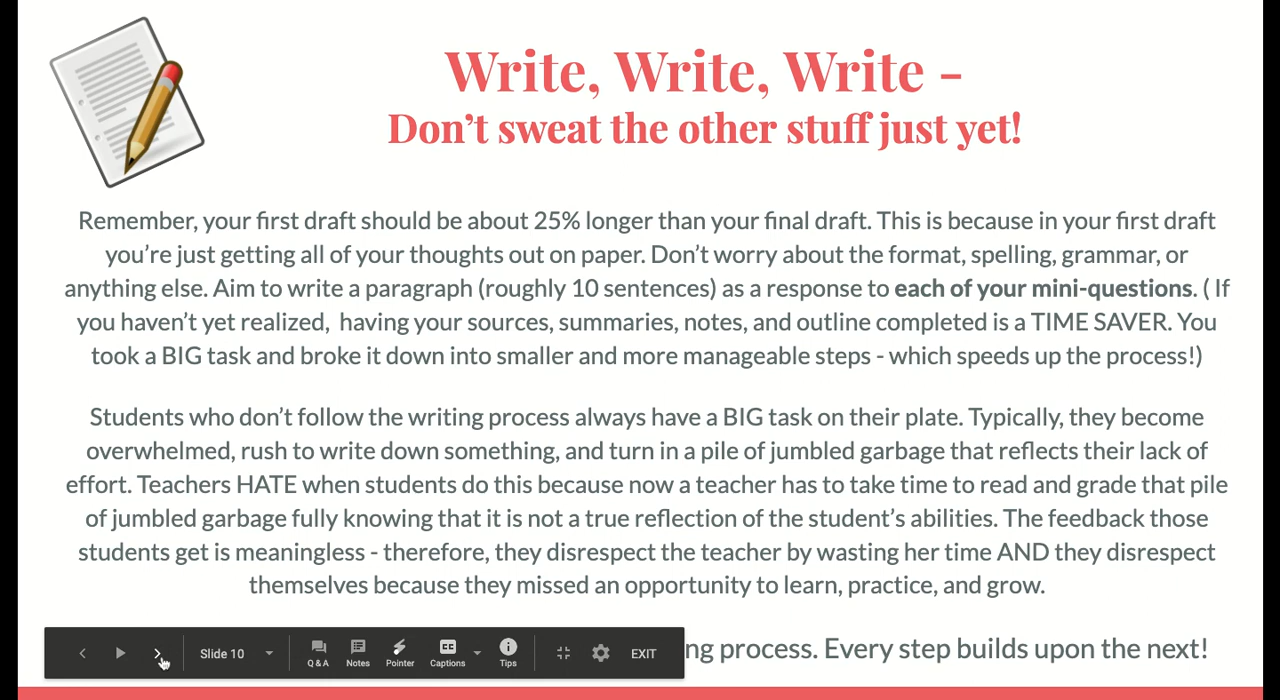 Write, Write, Write -
Don’t sweat the other stuff just yet!
Remember, your first draft should be about 25% longer than your final draft. This is because in your first draft
you’re just getting all of your thoughts out on paper. Don’t worry about the format, spelling, grammar, or
anything else. Aim to write a paragraph (roughly 10 sentences) as a response to each of your mini-questions. ( If
you haven’t yet realized,  having your sources, summaries, notes, and outline completed is a TIME SAVER. You
took a BIG task and broke it down into smaller and more manageable steps - which speeds up the process!)
Students who don’t follow the writing process always have a BIG task on their plate. Typically, they become
overwhelmed, rush to write down something, and turn in a pile of jumbled garbage that reflects their lack of
effort. Teachers HATE when students do this because now a teacher has to take time to read and grade that pile
of jumbled garbage fully knowing that it is not a true reflection of the student’s abilities. The feedback those
students get is meaningless - therefore, they disrespect the teacher by wasting her time AND they disrespect
themselves because they missed an opportunity to learn, practice, and grow.
ng process. Every step builds upon the next!
Slide 10
Q & A
Notes
Pointer
Captions
Tips
EXIT